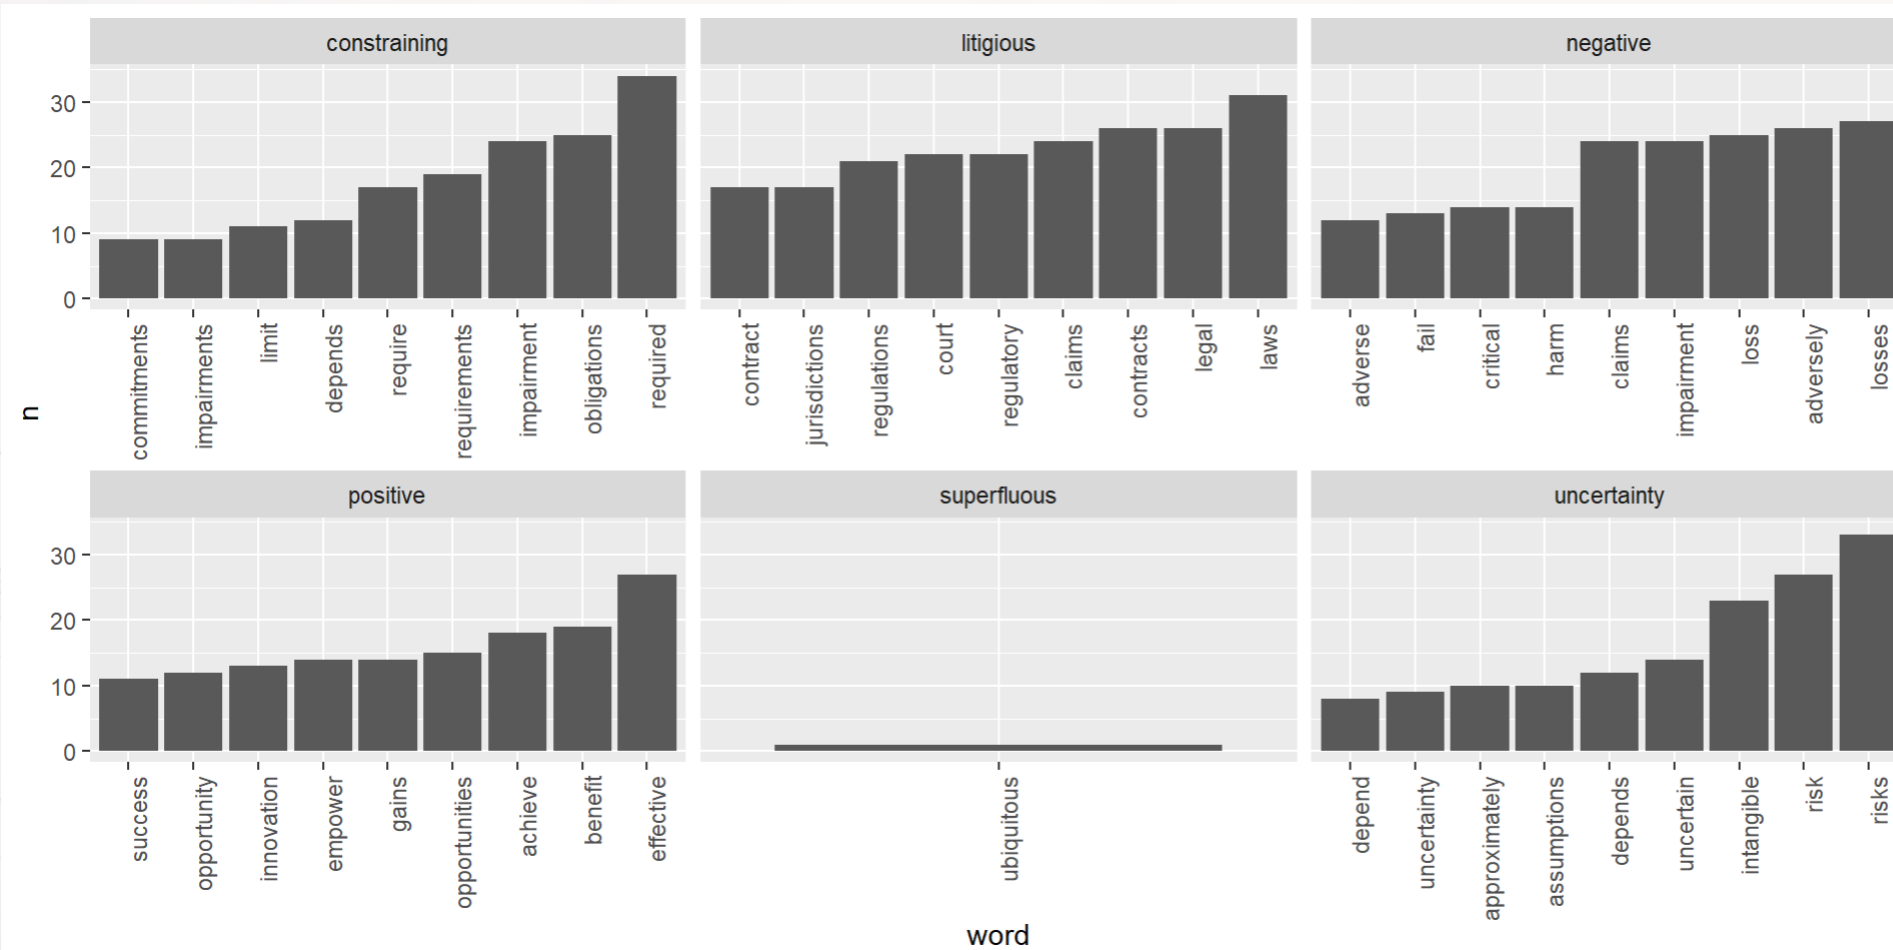 constraining
litigious
negative
30
20
10
0
commitments
impairments
limit
depends
require
requirements
impairment
obligations
required
contract
jurisdictions
regulations
court
regulatory
claims
contracts
legal
laws
adverse
fail
critical
harm
claims
impairment
loss
adversely
losses
n
positive
superfluous
uncertainty
30
20
10
0
success
opportunity
innovation
empower
gains
opportunities
achieve
benefit
effective
ubiquitous
depend
uncertainty
approximately
assumptions
depends
uncertain
intangible
risk
risks
word